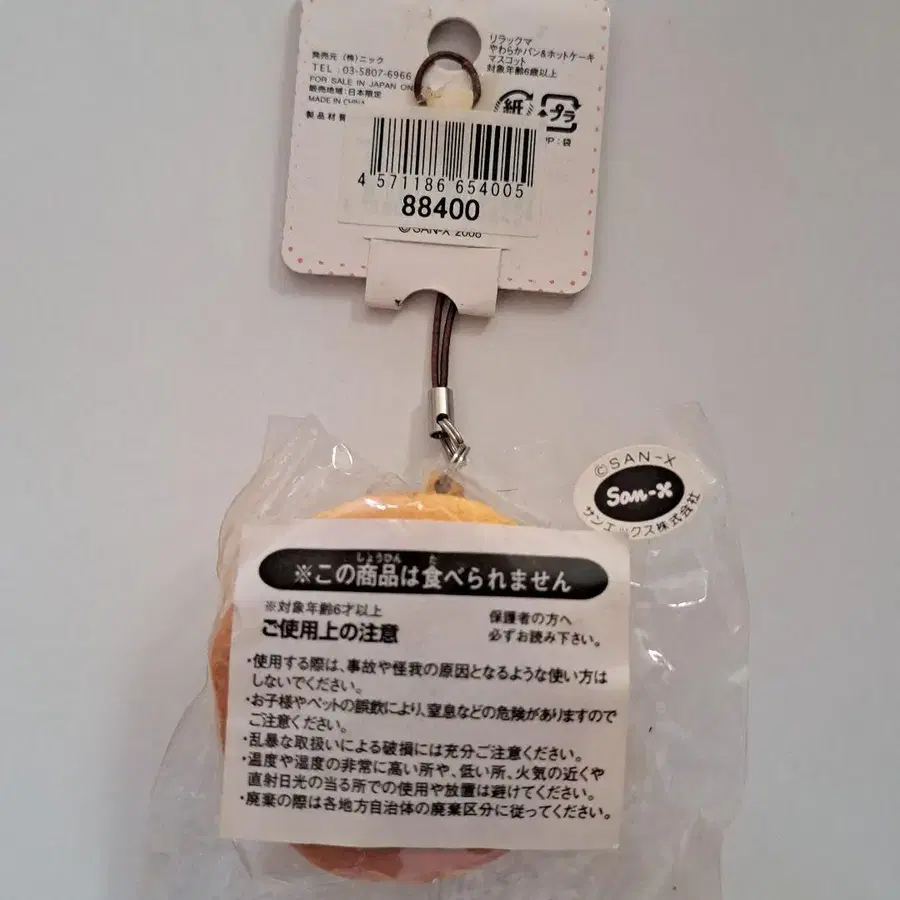 発売元 (株)ニック
TEL : 03-5807-6966
FOR SALE IN JAPAN ON
販売地域:日本限定
MADE IN CHINA
製品材質
リラックマ
やわらかパン&ホットケーキ
マスコット
対象年齢6歳以上
紙
プラ
PP:袋
4 571186 654005
88400
©SAN-X 2008
©SAN-X
San-X
サンエックス株式会社
しょうひん た
※この商品は食べられません
※対象年齢6才以上
ご使用上の注意
保護者の方へ
必ずお読み下さい。
・使用する際は、事故や怪我の原因となるような使い方は
しないでください。
・お子様やペットの誤飲により、窒息などの危険がありますので
ご注意ください。
・乱暴な取扱いによる破損には充分ご注意ください。
・温度や湿度の非常に高い所や、低い所、火気の近くや
直射日光の当る所での使用や放置は避けてください。
・廃棄の際は各地方自治体の廃棄区分に従ってください。